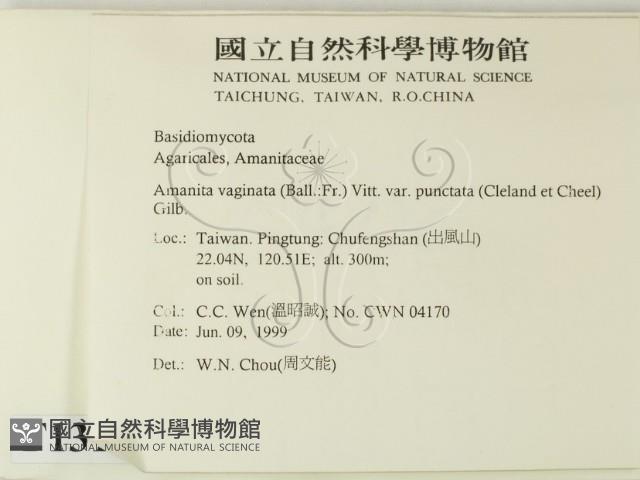 國立自然科學博物館
NATIONAL MUSEUM OF NATURAL SCIENCE
TAICHUNG, TAIWAN, R.O.CHINA
Basidiomycota
Agaricales, Amanitaceae
Amanita vaginata (Ball.:Fr.) Vitt. var. punctata (Cleland et Cheel)
Gilb.
Loc.: Taiwan. Pingtung: Chufengshan (出風山)
22.04N, 120.51E; alt. 300m;
on soil.
Col.: C.C. Wen(溫昭誠); No. CWN 04170
Date: Jun. 09, 1999
Det.: W.N. Chou(周文能)
國立自然科學博物館
NATIONAL MUSEUM OF NATURAL SCIENCE